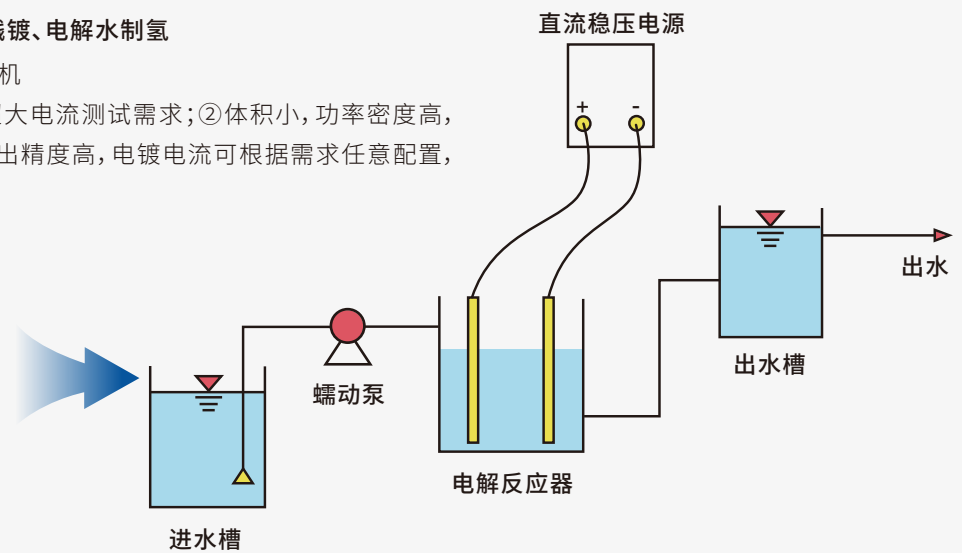 镀、电解水制氢
机
大电流测试需求;②体积小,功率密度高,
出精度高,电镀电流可根据需求任意配置,
直流稳压电源
+ -
出水
出水槽
蠕动泵
电解反应器
进水槽